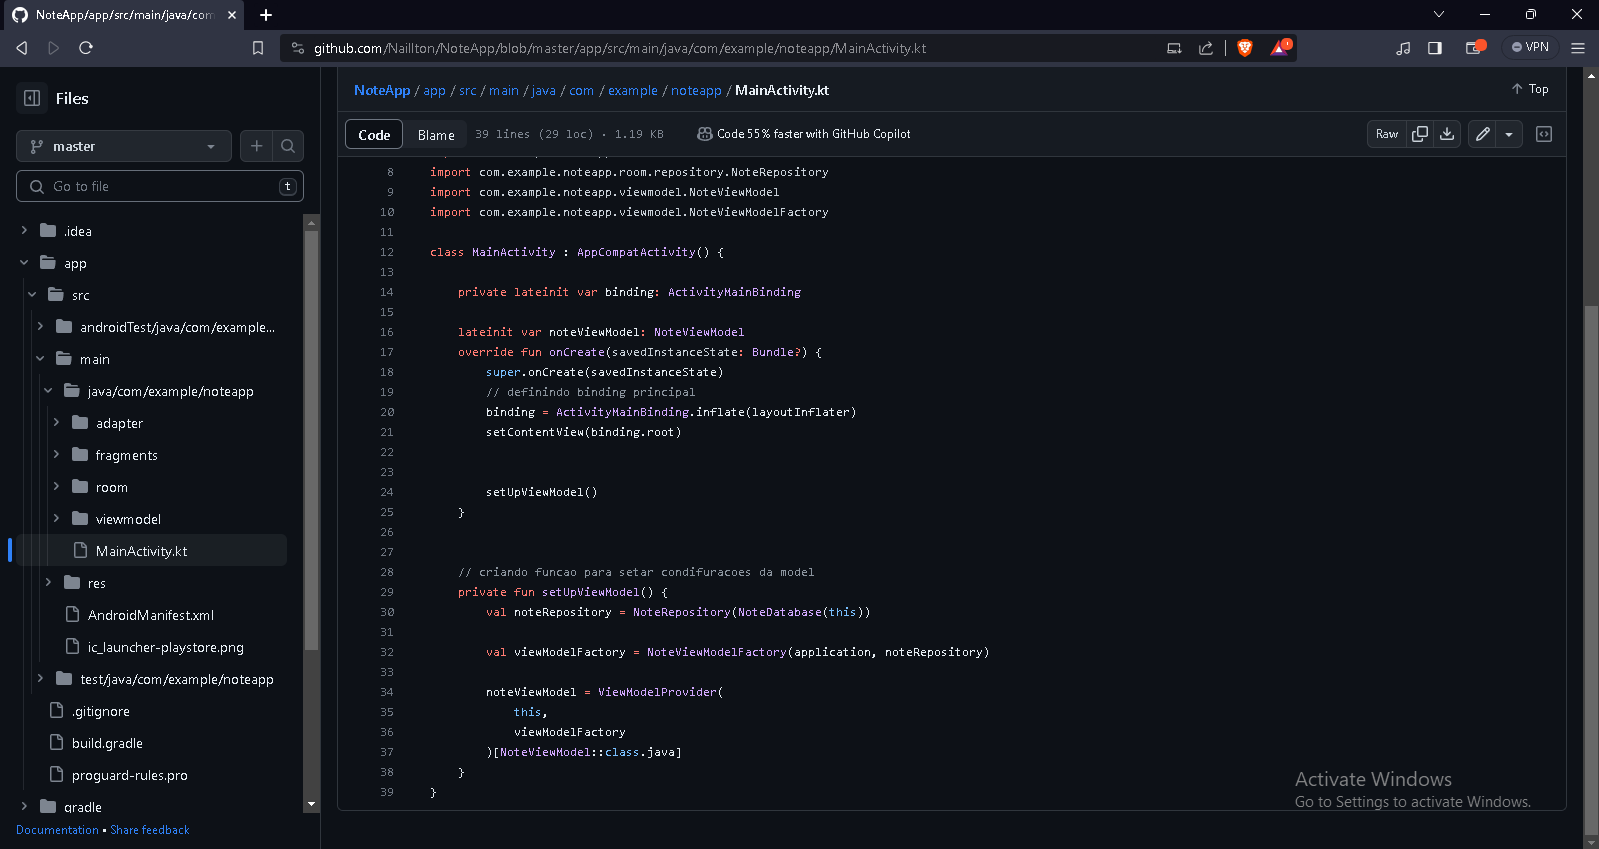 NoteApp/app/src/main/java/com
github.com/Naillton/NoteApp/blob/master/app/src/main/java/com/example/noteapp/MainActivity.kt
1
VPN
Files
master
Go to file
t
.idea
app
src
androidTest/java/com/example...
main
java/com/example/noteapp
adapter
fragments
room
viewmodel
MainActivity.kt
res
AndroidManifest.xml
ic_launcher-playstore.png
test/java/com/example/noteapp
.gitignore
build.gradle
proguard-rules.pro
gradle
Documentation • Share feedback
NoteApp / app / src / main / java / com / example / noteapp / MainActivity.kt
Top
Code Blame 39 lines (29 loc) · 1.19 KB Code 55% faster with GitHub Copilot
Raw
8 import com.example.noteapp.room.repository.NoteRepository
9 import com.example.noteapp.viewmodel.NoteViewModel
10 import com.example.noteapp.viewmodel.NoteViewModelFactory
11
12 class MainActivity : AppCompatActivity() {
13
14 private lateinit var binding: ActivityMainBinding
15
16 lateinit var noteViewModel: NoteViewModel
17 override fun onCreate(savedInstanceState: Bundle?) {
18 super.onCreate(savedInstanceState)
19 // definindo binding principal
20 binding = ActivityMainBinding.inflate(layoutInflater)
21 setContentView(binding.root)
22
23
24 setUpViewModel()
25 }
26
27
28 // criando funcao para setar condifuracoes da model
29 private fun setUpViewModel() {
30 val noteRepository = NoteRepository(NoteDatabase(this))
31
32 val viewModelFactory = NoteViewModelFactory(application, noteRepository)
33
34 noteViewModel = ViewModelProvider(
35 this,
36 viewModelFactory
37 )[NoteViewModel::class.java]
38 }
39 }
Activate Windows
Go to Settings to activate Windows.